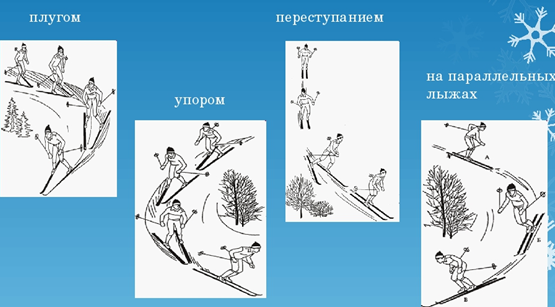 плугом
переступанием
упором
на параллельных
лыжах
А
Б
В